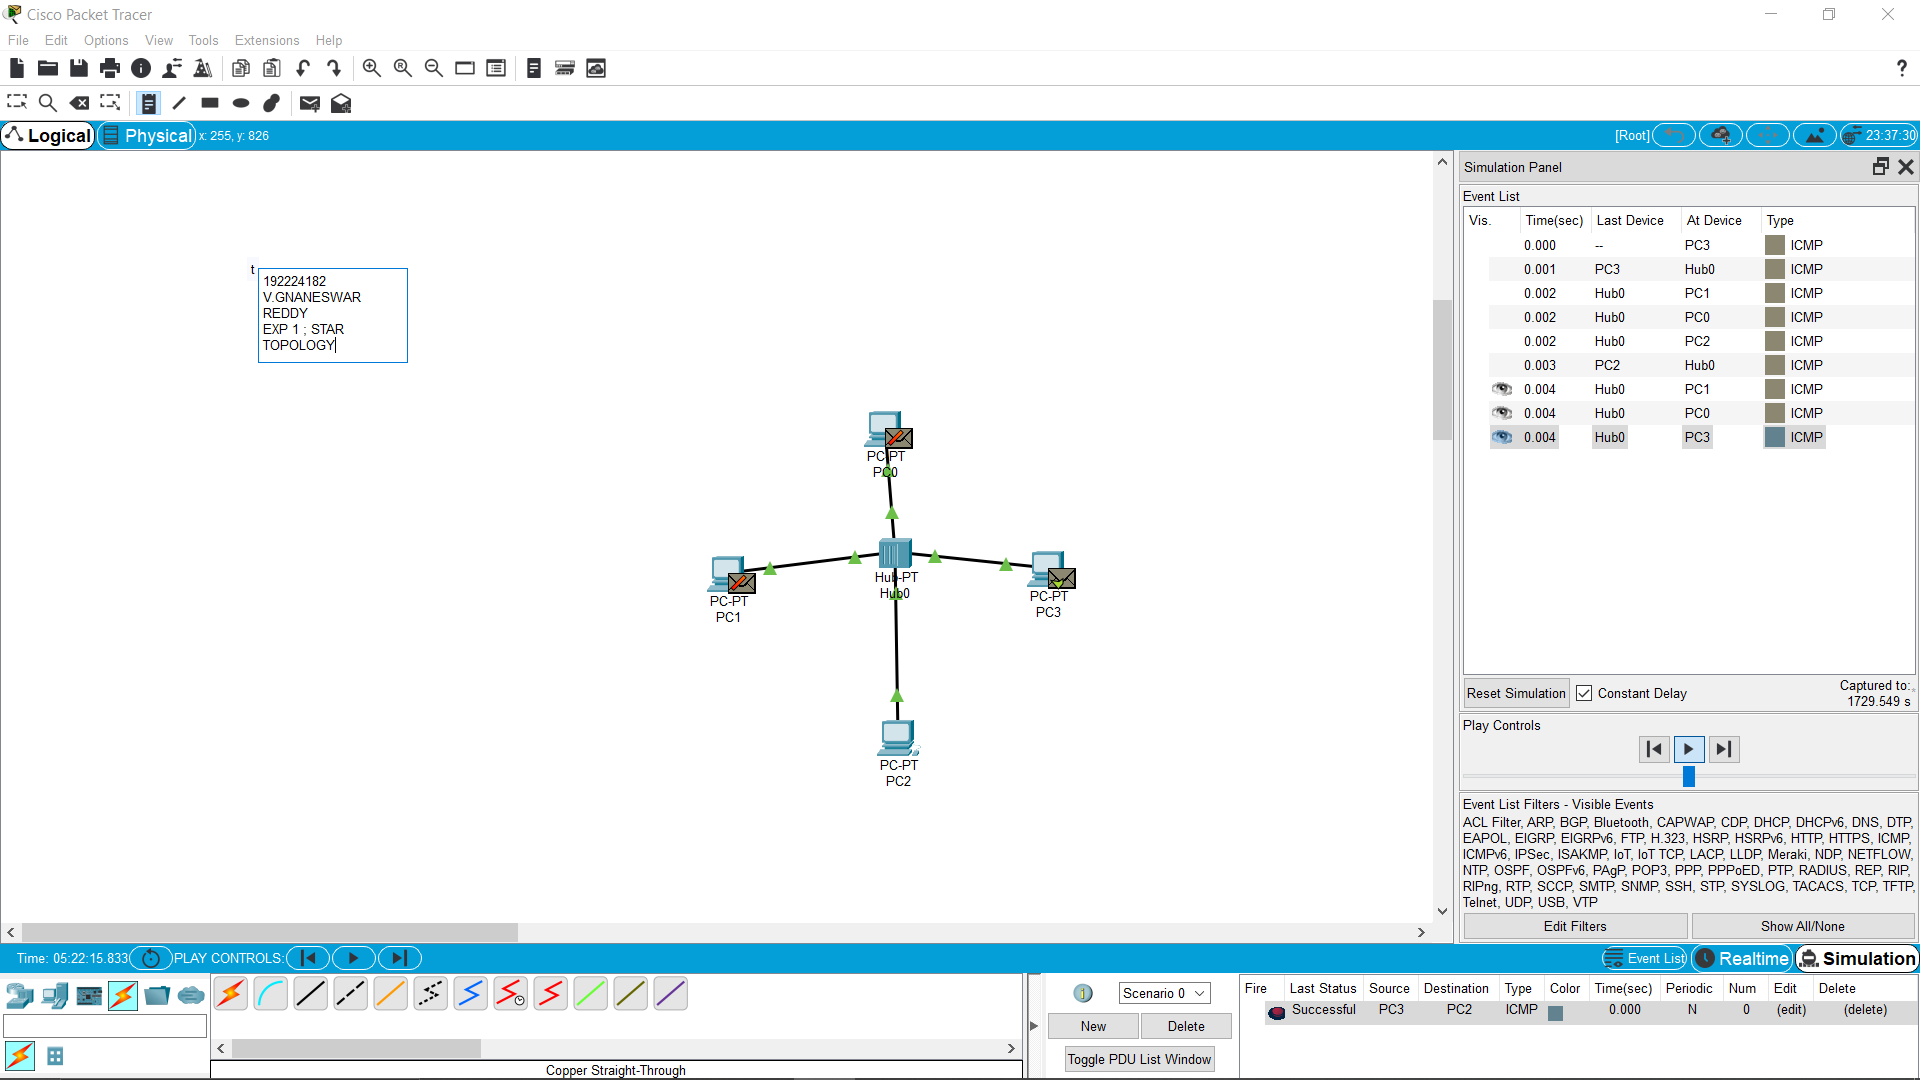 Cisco Packet Tracer
File Edit Options View Tools Extensions Help
Logical Physical x: 255, y: 826 [Root] 23:37:30
192224182
V.GNANESWAR
REDDY
EXP 1 ; STAR
TOPOLOGY
t
PC-PT
PC0
PC-PT
PC1
Hub-PT
Hub0
PC-PT
PC3
PC-PT
PC2
Simulation Panel
Event List
Vis. Time(sec) Last Device At Device Type
0.000 -- PC3 ICMP
0.001 PC3 Hub0 ICMP
0.002 Hub0 PC1 ICMP
0.002 Hub0 PC0 ICMP
0.002 Hub0 PC2 ICMP
0.003 PC2 Hub0 ICMP
0.004 Hub0 PC1 ICMP
0.004 Hub0 PC0 ICMP
0.004 Hub0 PC3 ICMP
Reset Simulation Constant Delay Captured to:
1729.549 s
Play Controls
Event List Filters - Visible Events
ACL Filter, ARP, BGP, Bluetooth, CAPWAP, CDP, DHCP, DHCPv6, DNS, DTP,
EAPOL, EIGRP, EIGRPv6, FTP, H.323, HSRP, HSRPv6, HTTP, HTTPS, ICMP,
ICMPv6, IPSec, ISAKMP, IoT, IoT TCP, LACP, LLDP, Meraki, NDP, NETFLOW,
NTP, OSPF, OSPFv6, PAgP, POP3, PPP, PPPoED, PTP, RADIUS, REP, RIP,
RIPng, RTP, SCCP, SMTP, SNMP, SSH, STP, SYSLOG, TACACS, TCP, TFTP,
Telnet, UDP, USB, VTP
Edit Filters Show All/None
Time: 05:22:15.833 PLAY CONTROLS: Event List Realtime Simulation
Copper Straight-Through
Scenario 0
New Delete
Toggle PDU List Window
Fire Last Status Source Destination Type Color Time(sec) Periodic Num Edit Delete
Successful PC3 PC2 ICMP 0.000 N 0 (edit) (delete)